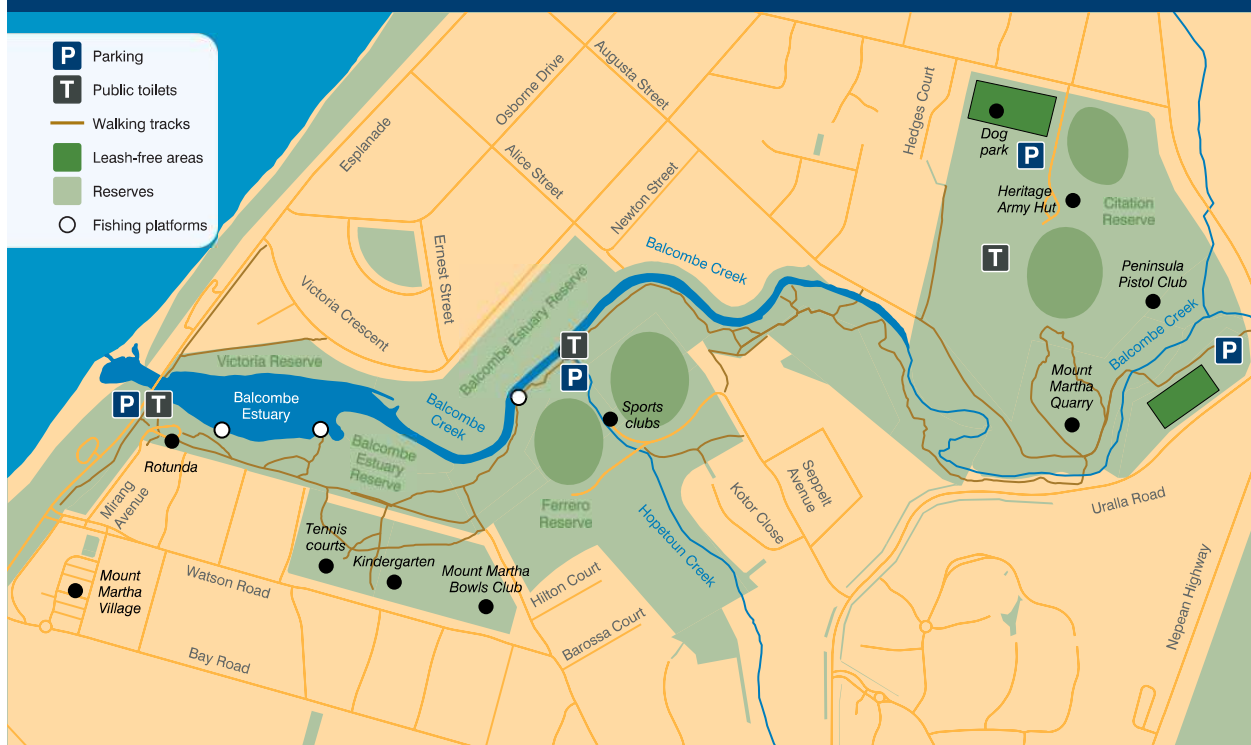 P Parking
T Public toilets
Walking tracks
Leash-free areas
Reserves
Fishing platforms
Esplanade
Osborne Drive
Augusta Street
Alice Street
Newton Street
Hedges Court
Dog
park
P
Heritage
Army Hut
Citation
Reserve
T
Peninsula
Pistol Club
Balcombe Creek
P
Mount
Martha
Quarry
Balcombe Creek
Ernest Street
Victoria Crescent
Victoria Reserve
Balcombe Estuary Reserve
T
P
Sports
clubs
P
T
Balcombe
Estuary
Balcombe
Creek
Balcombe
Estuary
Reserve
Rotunda
Mirang
Avenue
Ferrero
Reserve
Hopetoun Creek
Kotor Close
Seppelt
Avenue
Uralla Road
Nepean Highway
Tennis
courts
Kindergarten
Mount Martha
Bowls Club
Mount
Martha
Village
Watson Road
Bay Road
Hilton Court
Barossa Court